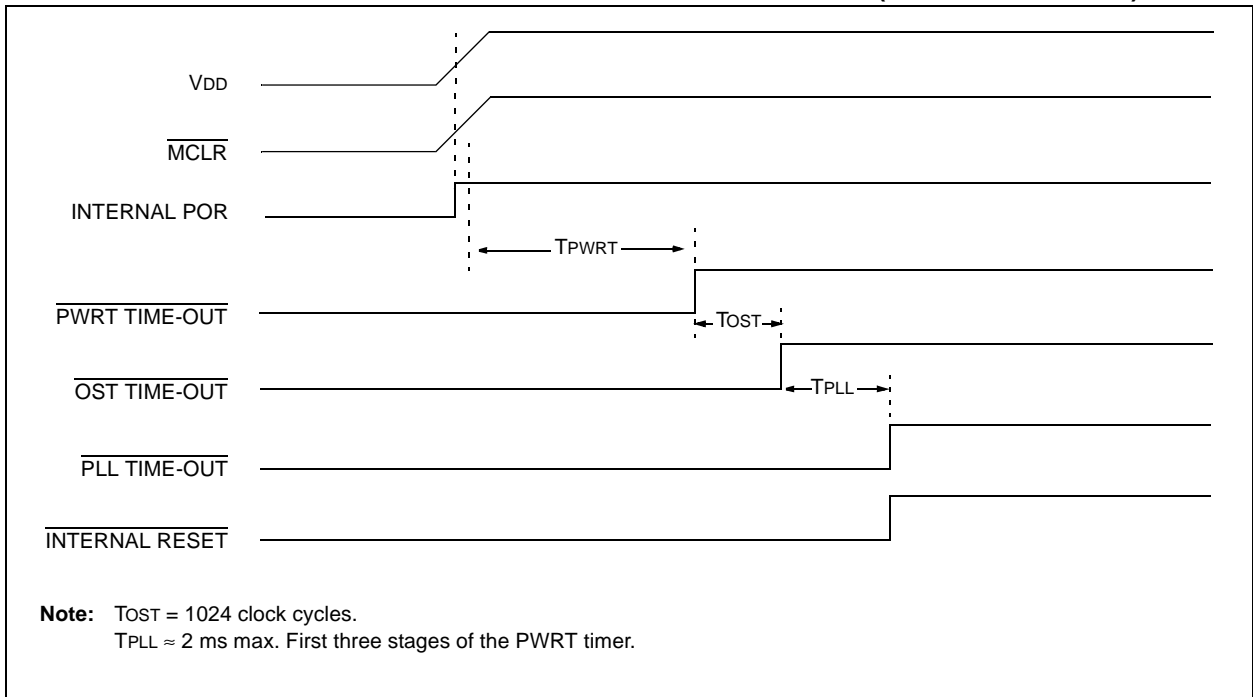 VDD
MCLR
INTERNAL POR
TPWRT
PWRT TIME-OUT
TOST
OST TIME-OUT
TPLL
PLL TIME-OUT
INTERNAL RESET
Note: TOST = 1024 clock cycles.
TPLL ≈ 2 ms max. First three stages of the PWRT timer.